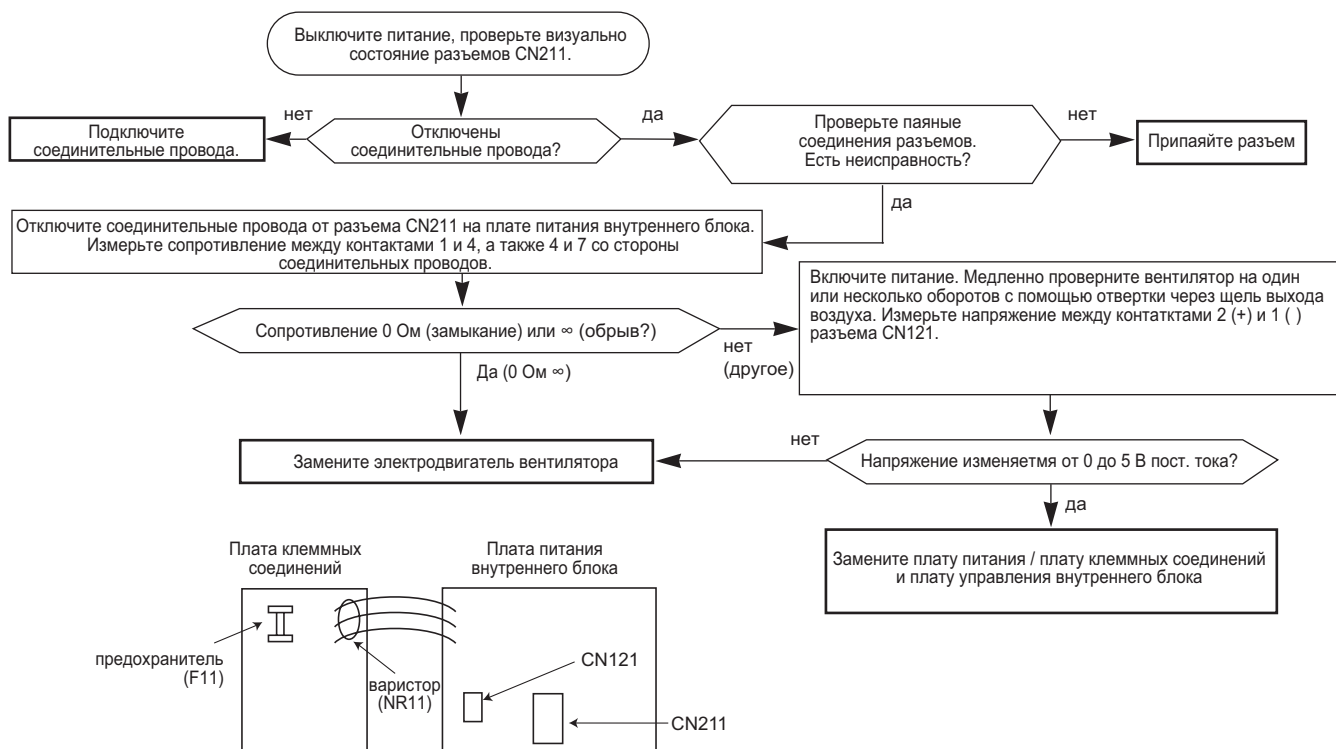 Выключите питание, проверьте визуально
состояние разъемов CN211.
нет
да
нет
Подключите
соединительные провода.
Отключены
соединительные провода?
Проверьте паяные
соединения разъемов.
Есть неисправность?
Припаяйте разъем
да
Отключите соединительные провода от разъема CN211 на плате питания внутреннего блока.
Измерьте сопротивление между контактами 1 и 4, а также 4 и 7 со стороны
соединительных проводов.
Включите питание. Медленно проверните вентилятор на один
или несколько оборотов с помощью отвертки через щель выхода
воздуха. Измерьте напряжение между контатктами 2 (+) и 1 ( )
разъема CN121.
Сопротивление 0 Ом (замыкание) или ∞ (обрыв?)
нет
(другое)
Да (0 Ом ∞)
Замените электродвигатель вентилятора
нет
Напряжение изменяетмя от 0 до 5 В пост. тока?
да
Замените плату питания / плату клеммных соединений
и плату управления внутреннего блока
Плата клеммных
соединений
Плата питания
внутреннего блока
предохранитель
(F11)
варистор
(NR11)
CN121
CN211